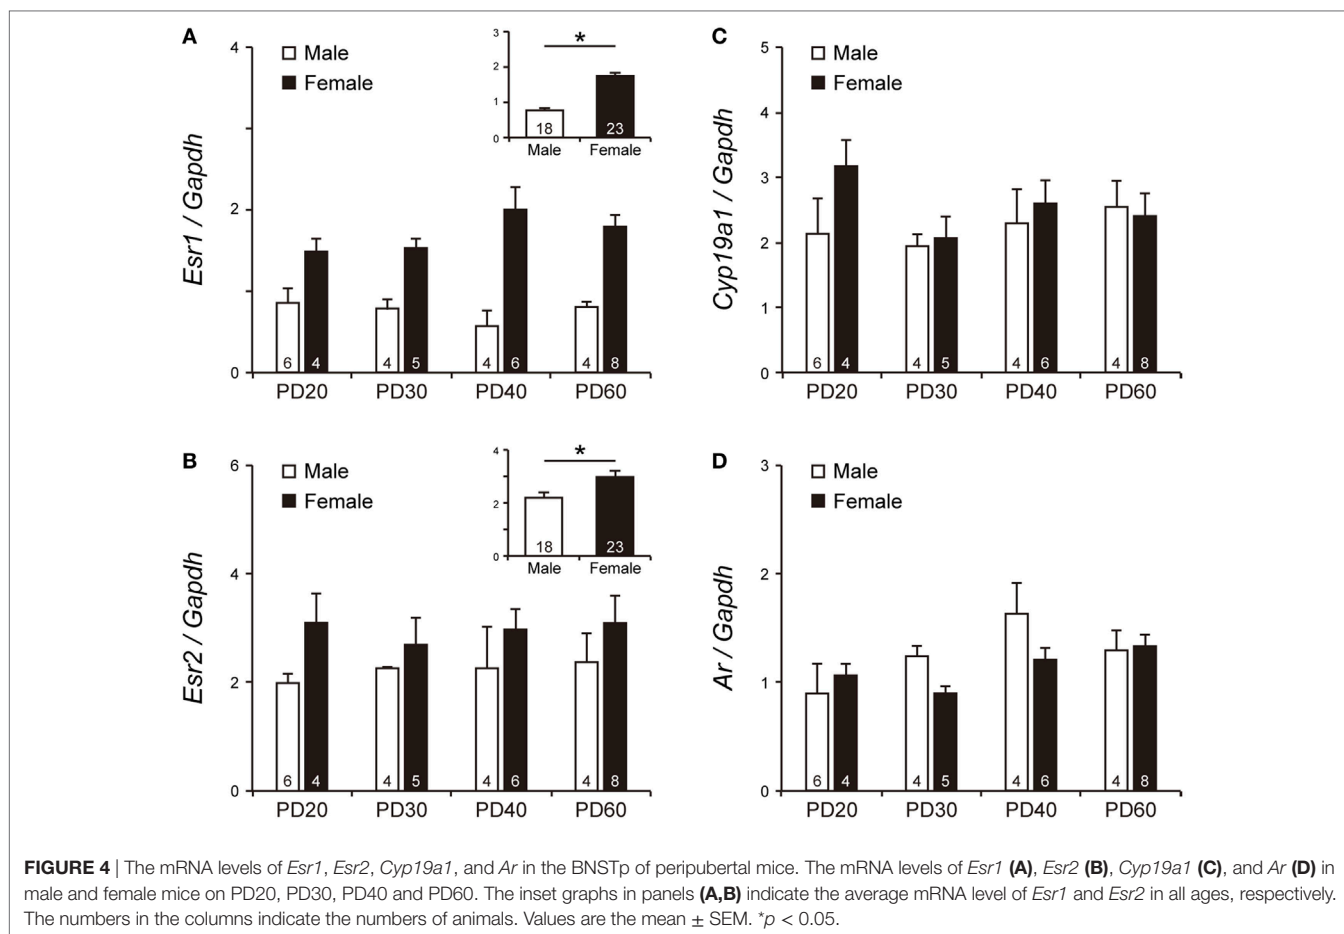 A
4
2
0
Esr1 / Gapdh
Male
Female
3
2
1
0
*
18
23
Male
Female
6
4
4
5
4
6
4
8
PD20
PD30
PD40
PD60
C
5
4
3
2
1
0
Cyp19a1 / Gapdh
Male
Female
6
4
4
5
4
6
4
8
PD20
PD30
PD40
PD60
B
6
4
2
0
Esr2 / Gapdh
Male
Female
4
2
0
*
18
23
Male
Female
6
4
4
5
4
6
4
8
PD20
PD30
PD40
PD60
D
3
2
1
0
Ar / Gapdh
Male
Female
6
4
4
5
4
6
4
8
PD20
PD30
PD40
PD60
FIGURE 4 | The mRNA levels of Esr1, Esr2, Cyp19a1, and Ar in the BNSTp of peripubertal mice. The mRNA levels of Esr1 (A), Esr2 (B), Cyp19a1 (C), and Ar (D) in
male and female mice on PD20, PD30, PD40 and PD60. The inset graphs in panels (A,B) indicate the average mRNA level of Esr1 and Esr2 in all ages, respectively.
The numbers in the columns indicate the numbers of animals. Values are the mean ± SEM. *p < 0.05.